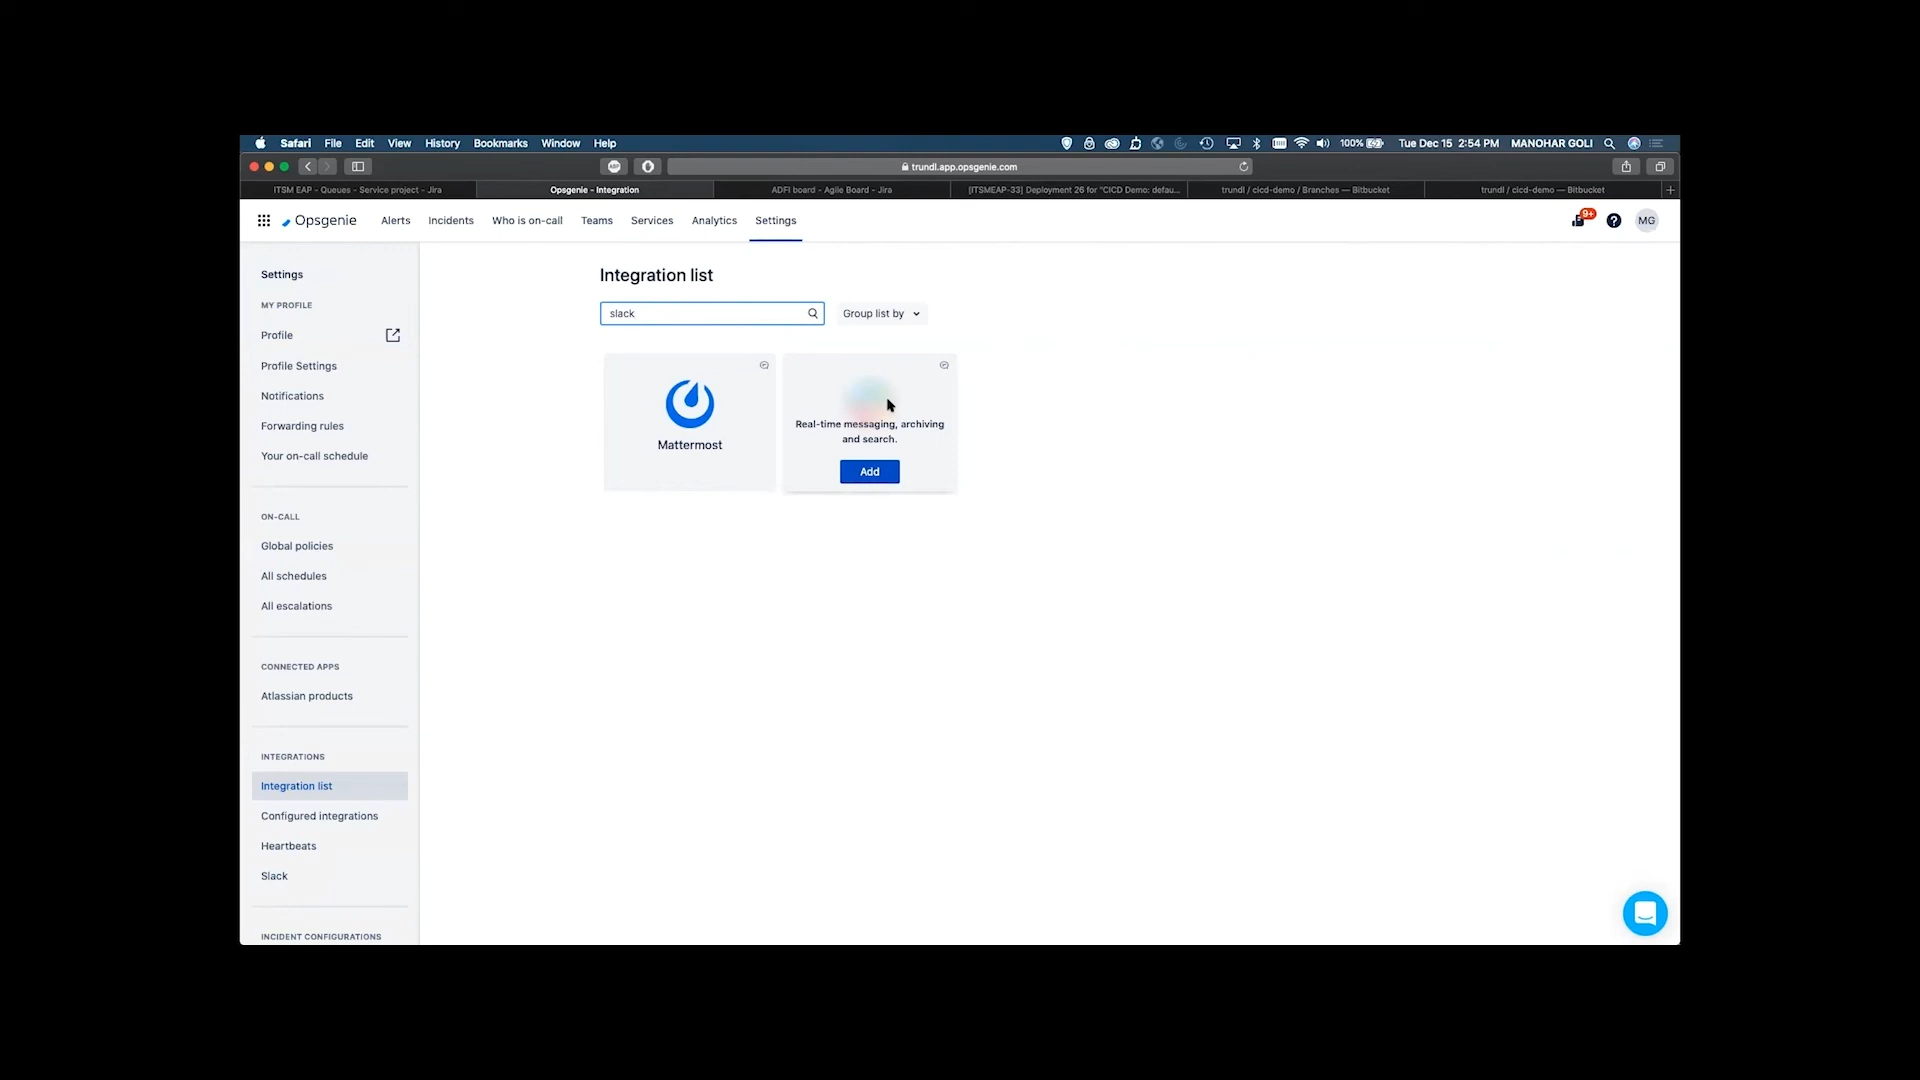 Safari File Edit View History Bookmarks Window Help
100% Tue Dec 15 2:54 PM MANOHAR GOLI
ABP
trundl.app.opsgenie.com
ITSM EAP - Queues - Service project - Jira
Opsgenie - Integration
ADFI board - Agile Board - Jira
[ITSMEAP-33] Deployment 26 for "CICD Demo: defau...
trundl / cicd-demo / Branches — Bitbucket
trundl / cicd-demo — Bitbucket
Opsgenie Alerts Incidents Who is on-call Teams Services Analytics Settings
9+
MG
Settings
MY PROFILE
Profile
Profile Settings
Notifications
Forwarding rules
Your on-call schedule
ON-CALL
Global policies
All schedules
All escalations
CONNECTED APPS
Atlassian products
INTEGRATIONS
Integration list
Configured integrations
Heartbeats
Slack
INCIDENT CONFIGURATIONS
Integration list
slack
Group list by
Mattermost
Real-time messaging, archiving
and search.
Add